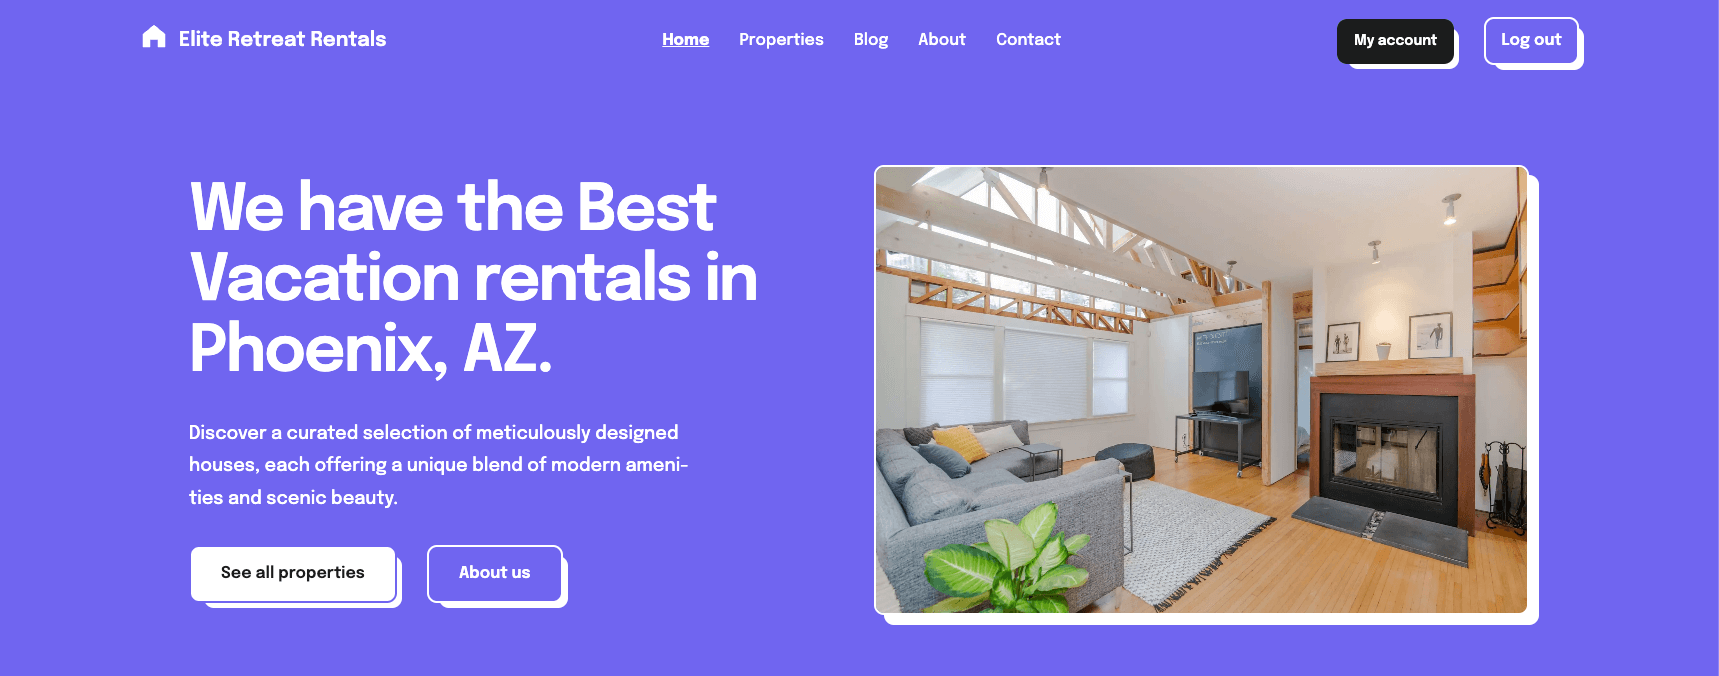 Elite Retreat Rentals
Home Properties Blog About Contact
My account
Log out
We have the Best
Vacation rentals in
Phoenix, AZ.
Discover a curated selection of meticulously designed
houses, each offering a unique blend of modern ameni-
ties and scenic beauty.
See all properties
About us